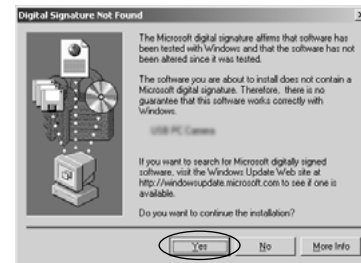 Digital Signature Not Found
The Microsoft digital signature affirms that software has
been tested with Windows and that the software has not
been altered since it was tested.
The software you are about to install does not contain a
Microsoft digital signature. Therefore, there is no
guarantee that this software works correctly with
Windows.
USB PC Camera
If you want to search for Microsoft digitally signed
software, visit the Windows Update Web site at
http://windowsupdate.microsoft.com to see if one is
available.
Do you want to continue the installation?
Yes No More Info